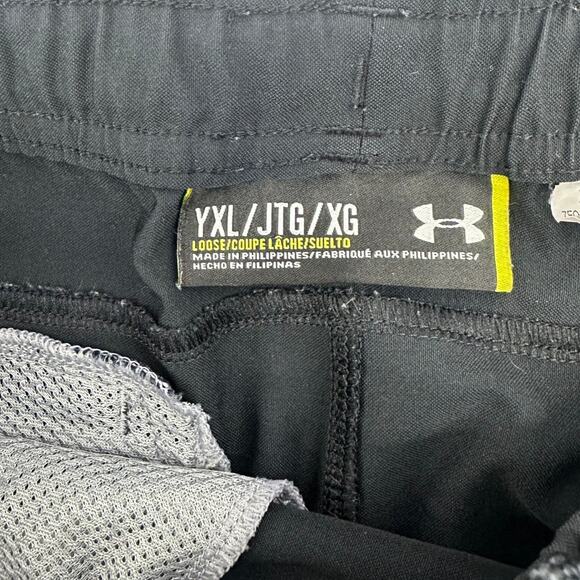 YXL/JTG/XG
LOOSE/COUPE LÂCHE/SUELTO
MADE IN PHILIPPINES/FABRIQUÉ AUX PHILIPPINES/
HECHO EN FILIPINAS